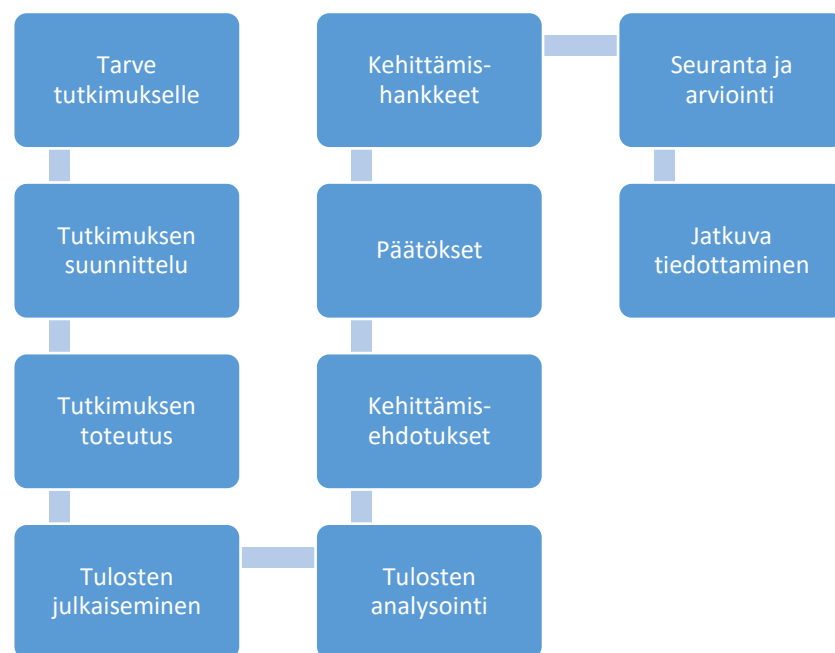 Tarve
tutkimukselle
Tutkimuksen
suunnittelu
Tutkimuksen
toteutus
Tulosten
julkaiseminen
Tulosten
analysointi
Kehittämis-
ehdotukset
Päätökset
Kehittämis-
hankkeet
Seuranta ja
arviointi
Jatkuva
tiedottaminen